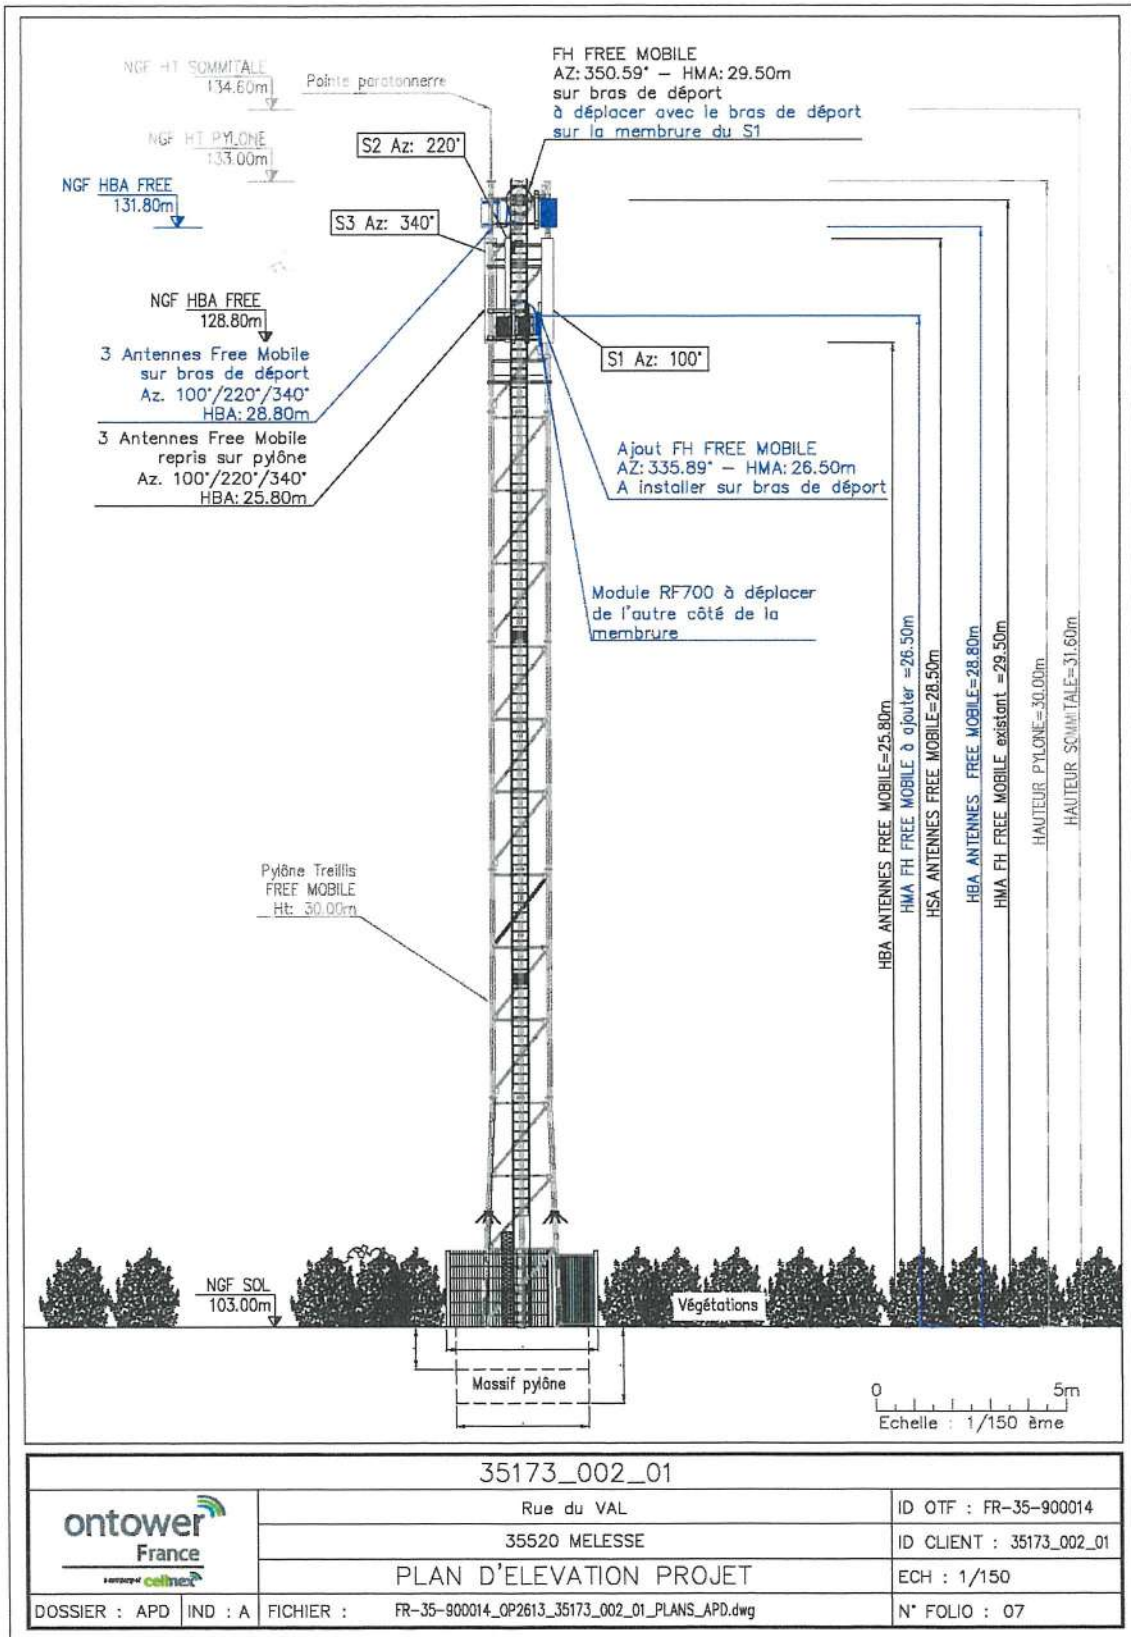 NGF HT SOMMITALE
134.60m
Pointe paratonnerre
FH FREE MOBILE
AZ: 350.59° – HMA: 29.50m
sur bras de déport
à déplacer avec le bras de déport
sur la membrure du S1
NGF HT PYLONE
133.00m
S2 Az: 220°
NGF HBA FREE
131.80m
S3 Az: 340°
NGF HBA FREE
128.80m
3 Antennes Free Mobile
sur bras de déport
Az. 100°/220°/340°
HBA: 28.80m
S1 Az: 100°
3 Antennes Free Mobile
repris sur pylône
Az. 100°/220°/340°
HBA: 25.80m
Ajout FH FREE MOBILE
AZ: 335.89° – HMA: 26.50m
A installer sur bras de déport
Module RF700 à déplacer
de l'autre côté de la
membrure
HBA ANTENNES FREE MOBILE=25.80m
HMA FH FREE MOBILE à ajouter =26.50m
HSA ANTENNES FREE MOBILE=28.50m
HBA ANTENNES FREE MOBILE=28.80m
HMA FH FREE MOBILE existant =29.50m
HAUTEUR PYLONE=30.00m
HAUTEUR SOMMITALE=31.60m
Pylône Treillis
FREE MOBILE
Ht: 30.00m
NGF SOL
103.00m
Végétations
Massif pylône
0 5m
Echelle : 1/150 ème
35173_002_01
ontower
France
cellnex
Rue du VAL
35520 MELESSE
PLAN D'ELEVATION PROJET
ID OTF : FR-35-900014
ID CLIENT : 35173_002_01
ECH : 1/150
DOSSIER : APD
IND : A
FICHIER : FR-35-900014_OP2613_35173_002_01_PLANS_APD.dwg
N° FOLIO : 07